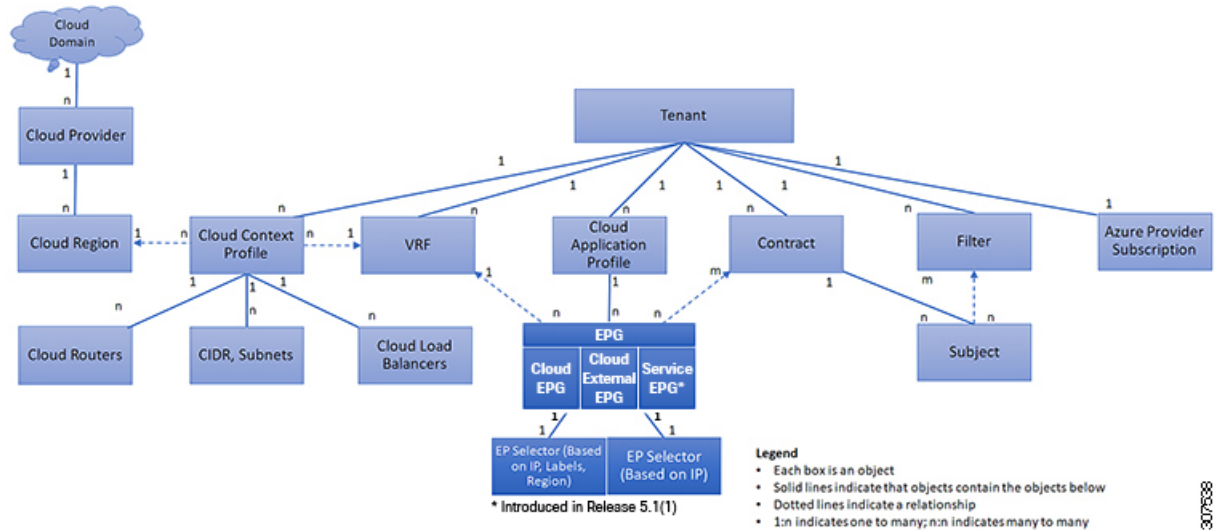 Cloud
Domain
1
n
Cloud Provider
1
n
Cloud Region
Tenant
1
1
1
1
1
1
n
n
n
n
n
1
1
n
Cloud Context
Profile
n
1
VRF
Cloud
Application
Profile
Contract
Filter
Azure Provider
Subscription
1
1
1
n
n
n
1
1
m
1
m
n
n
n
n
n
Cloud Routers
CIDR, Subnets
Cloud Load
Balancers
Subject
EPG
Cloud
EPG
Cloud
External
EPG
Service
EPG*
1
1
1
1
EP Selector (Based
on IP, Labels,
Region)
EP Selector
(Based on IP)
* Introduced in Release 5.1(1)
Legend
• Each box is an object
• Solid lines indicate that objects contain the objects below
• Dotted lines indicate a relationship
• 1:n indicates one to many; n:n indicates many to many
307538